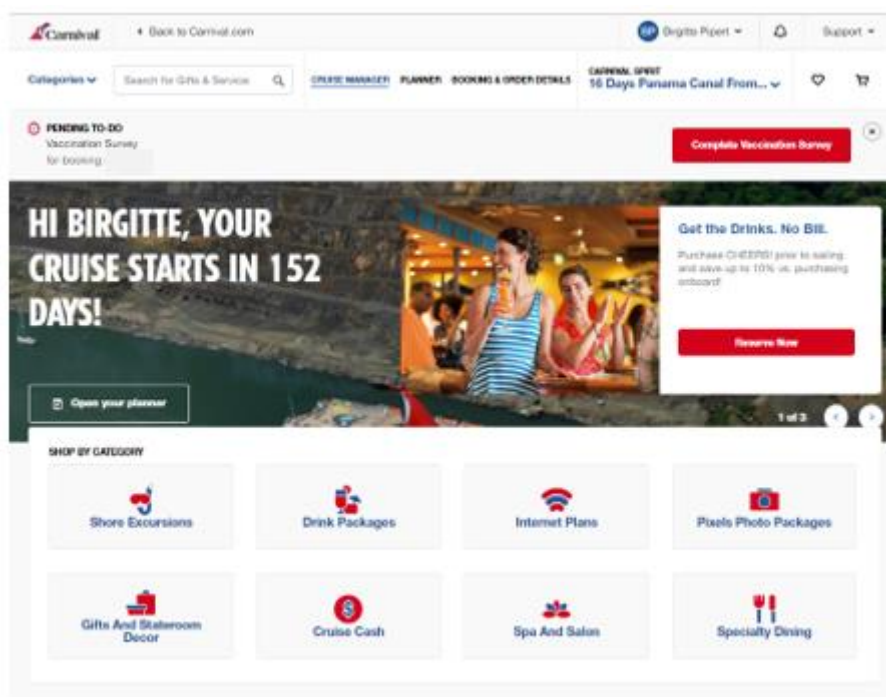 Carnival
Back to Carnival.com
BP
Birgitte Pipert
Support
Categories
Search for Gifts & Service
CRUISE MANAGER
PLANNER
BOOKING & ORDER DETAILS
CARNIVAL SPIRIT
16 Days Panama Canal From...
PENDING TO-DO
Vaccination Survey
for booking
Complete Vaccination Survey
HI BIRGITTE, YOUR
CRUISE STARTS IN 152
DAYS!
Open your planner
Get the Drinks. No Bill.
Purchase CHEERS! prior to sailing
and save up to 10% vs. purchasing
onboard!
Reserve Now
1 of 3
SHOP BY CATEGORY
Shore Excursions
Drink Packages
Internet Plans
Pixels Photo Packages
Gifts And Stateroom
Decor
Cruise Cash
Spa And Salon
Specialty Dining